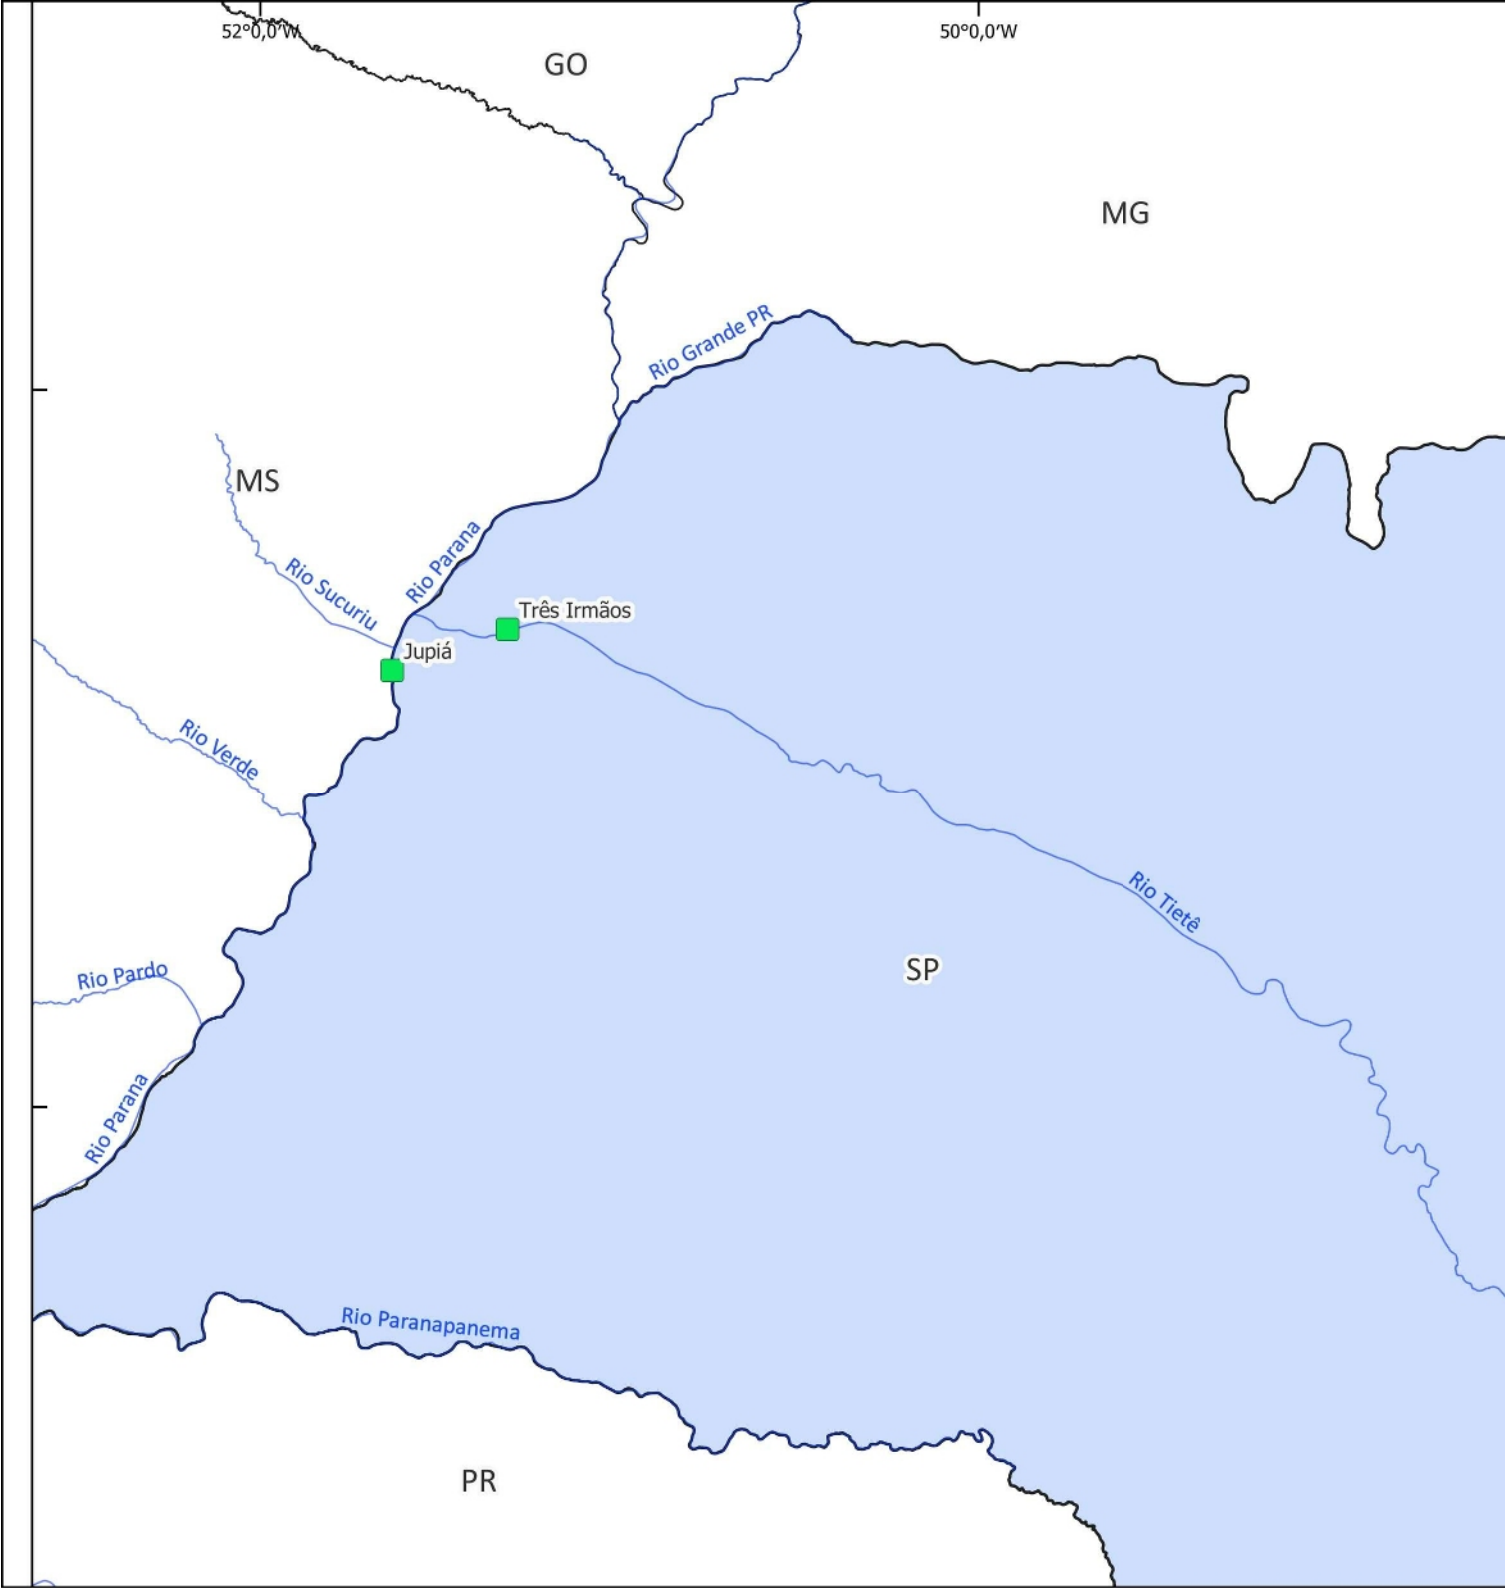 52°0,0′W
50°0,0′W
GO
MG
Rio Grande PR
MS
Rio Parana
Rio Sucuriu
Três Irmãos
Jupiá
Rio Verde
Rio Tietê
SP
Rio Pardo
Rio Parana
Rio Paranapanema
PR